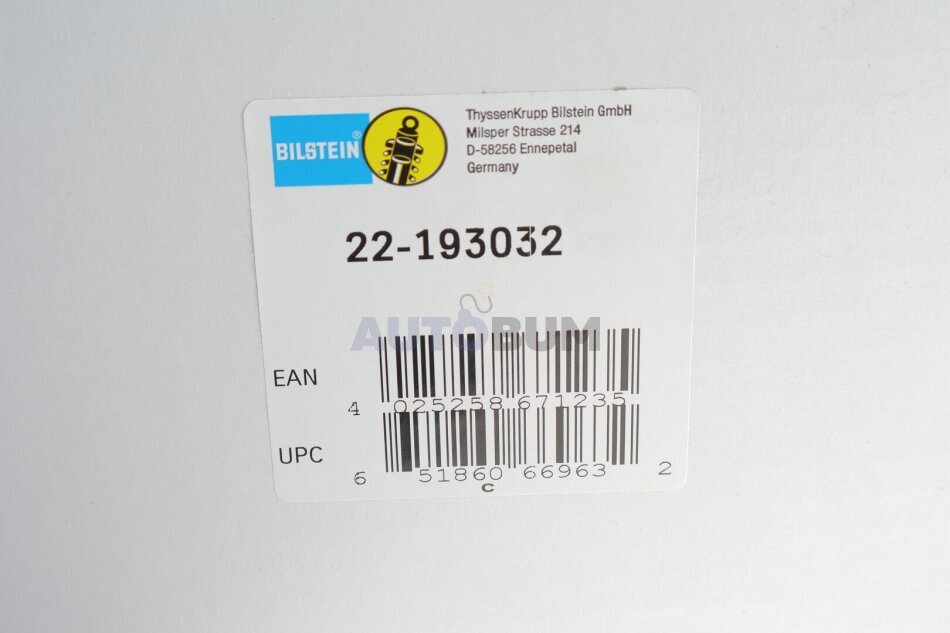 BILSTEIN®
ThyssenKrupp Bilstein GmbH
Milsper Strasse 214
D-58256 Ennepetal
Germany
22-193032
AUTOBUM
EAN
4 025258 671235
UPC
6 51860 66963 2
C